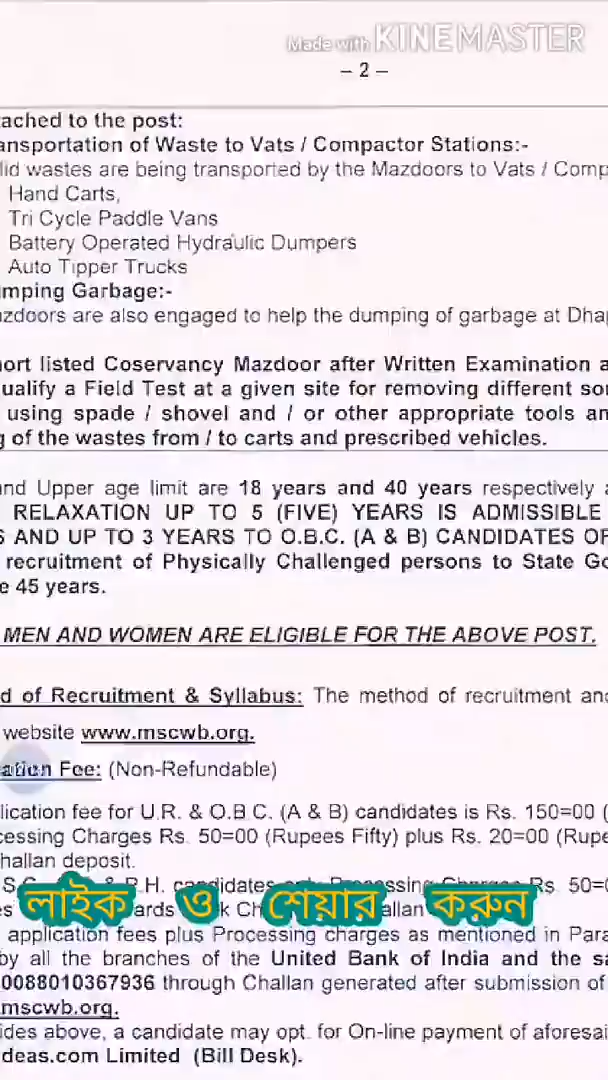 Made with KINEMASTER
– 2 –
tached to the post:
ansportation of Waste to Vats / Compactor Stations:-
lid wastes are being transported by the Mazdoors to Vats / Comp
Hand Carts,
Tri Cycle Paddle Vans
Battery Operated Hydraulic Dumpers
Auto Tipper Trucks
mping Garbage:-
azdoors are also engaged to help the dumping of garbage at Dha
ort listed Coservancy Mazdoor after Written Examination a
ualify a Field Test at a given site for removing different so
using spade / shovel and / or other appropriate tools an
g of the wastes from / to carts and prescribed vehicles.
nd Upper age limit are 18 years and 40 years respectively
RELAXATION UP TO 5 (FIVE) YEARS IS ADMISSIBLE
S AND UP TO 3 YEARS TO O.B.C. (A & B) CANDIDATES OF
recruitment of Physically Challenged persons to State Go
e 45 years.
MEN AND WOMEN ARE ELIGIBLE FOR THE ABOVE POST.
d of Recruitment & Syllabus: The method of recruitment an
website www.mscwb.org.
ation Fee: (Non-Refundable)
lication fee for U.R. & O.B.C. (A & B) candidates is Rs. 150=00 (
cessing Charges Rs. 50=00 (Rupees Fifty) plus Rs. 20=00 (Rupe
hallan deposit.
candidates Processing Charges Rs. 50=
লাইক ও শেয়ার করুন
application fees plus Processing charges as mentioned in Para
by all the branches of the United Bank of India and the sa
0088010367936 through Challan generated after submission of
mscwb.org.
ides above, a candidate may opt. for On-line payment of aforesai
deas.com Limited (Bill Desk).